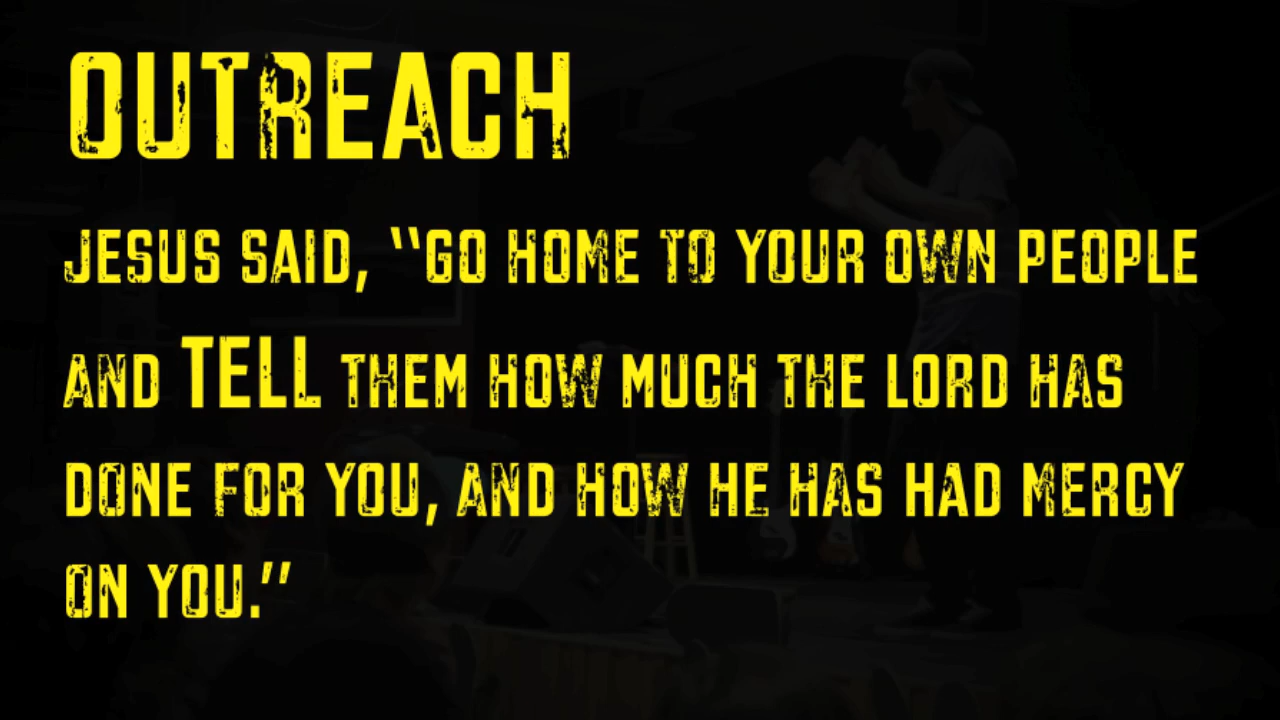 OUTREACH
JESUS SAID, "GO HOME TO YOUR OWN PEOPLE
AND TELL THEM HOW MUCH THE LORD HAS
DONE FOR YOU, AND HOW HE HAS HAD MERCY
ON YOU."